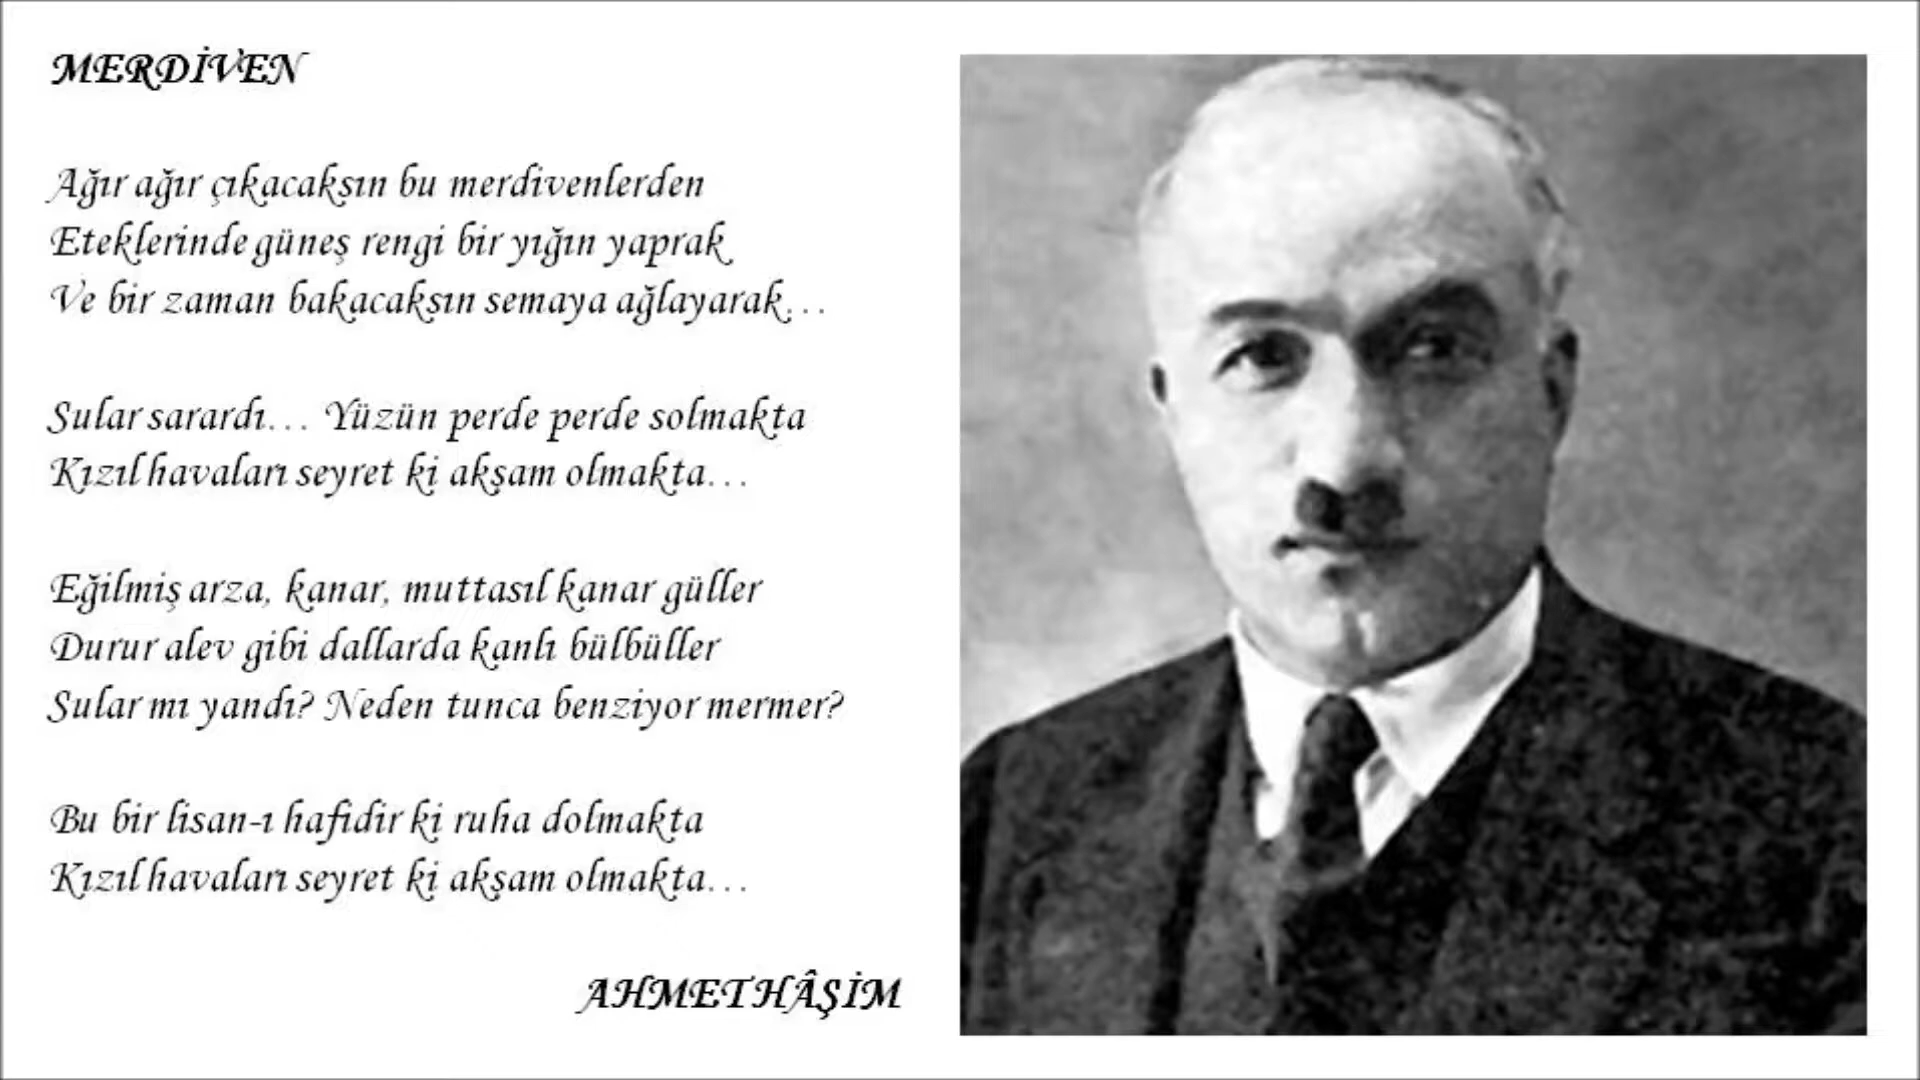 MERDİVEN
Ağır ağır çıkacaksın bu merdivenlerden
Eteklerinde güneş rengi bir yığın yaprak
Ve bir zaman bakacaksın semaya ağlayarak...
Sular sarardı... Yüzün perde perde solmakta
Kızıl havaları seyret ki akşam olmakta...
Eğilmiş arza, kanar, muttasıl kanar güller
Durur alev gibi dallarda kanlı bülbüller
Sular mı yandı? Neden tunca benziyor mermer?
Bu bir lisan-ı hafidir ki ruha dolmakta
Kızıl havaları seyret ki akşam olmakta...
AHMET HÂŞİM